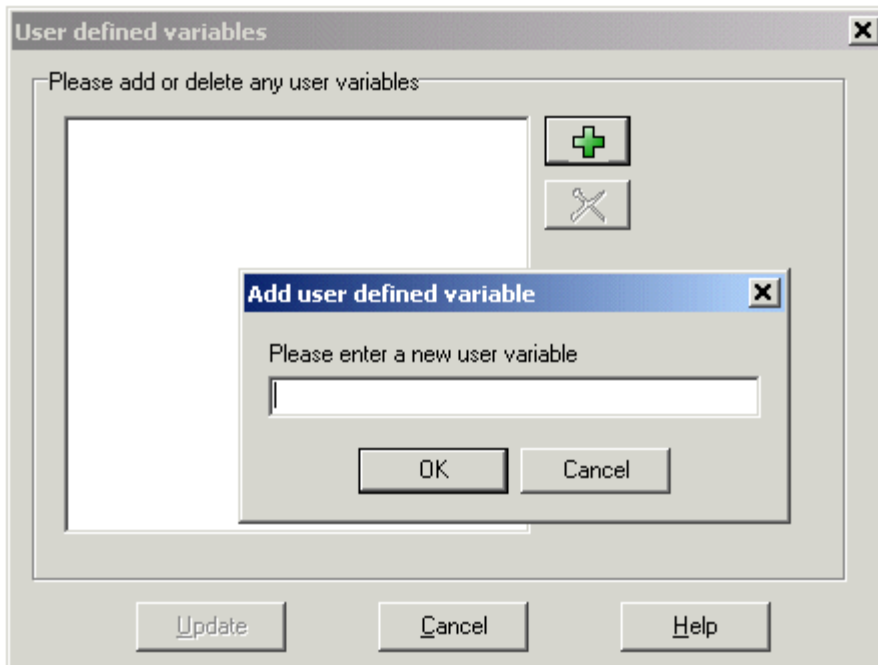 User defined variables
Please add or delete any user variables
Add user defined variable
Please enter a new user variable
OK Cancel
Update Cancel Help